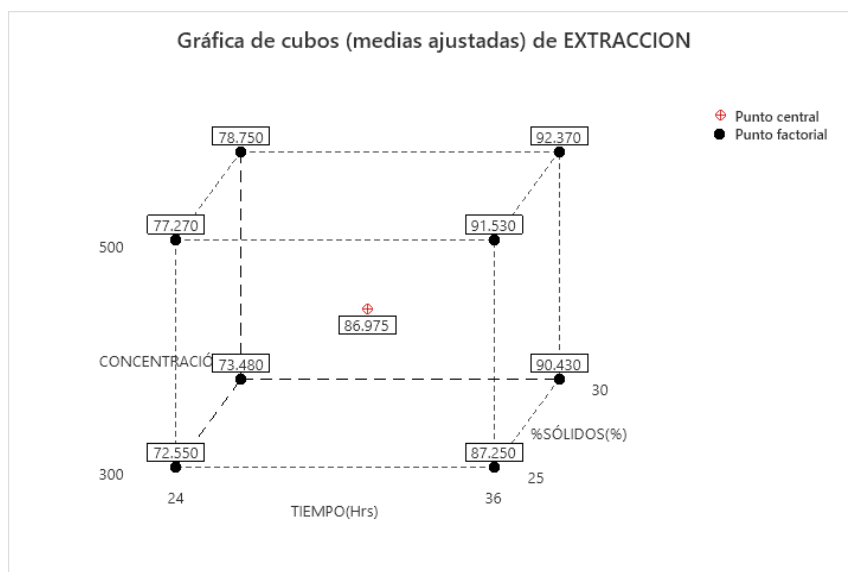 Gráfica de cubos (medias ajustadas) de EXTRACCION
Punto central
Punto factorial
78.750
92.370
77.270
91.530
500
86.975
CONCENTRACIÓ
73.480
90.430
30
%SÓLIDOS(%)
72.550
87.250
300
25
24
36
TIEMPO(Hrs)